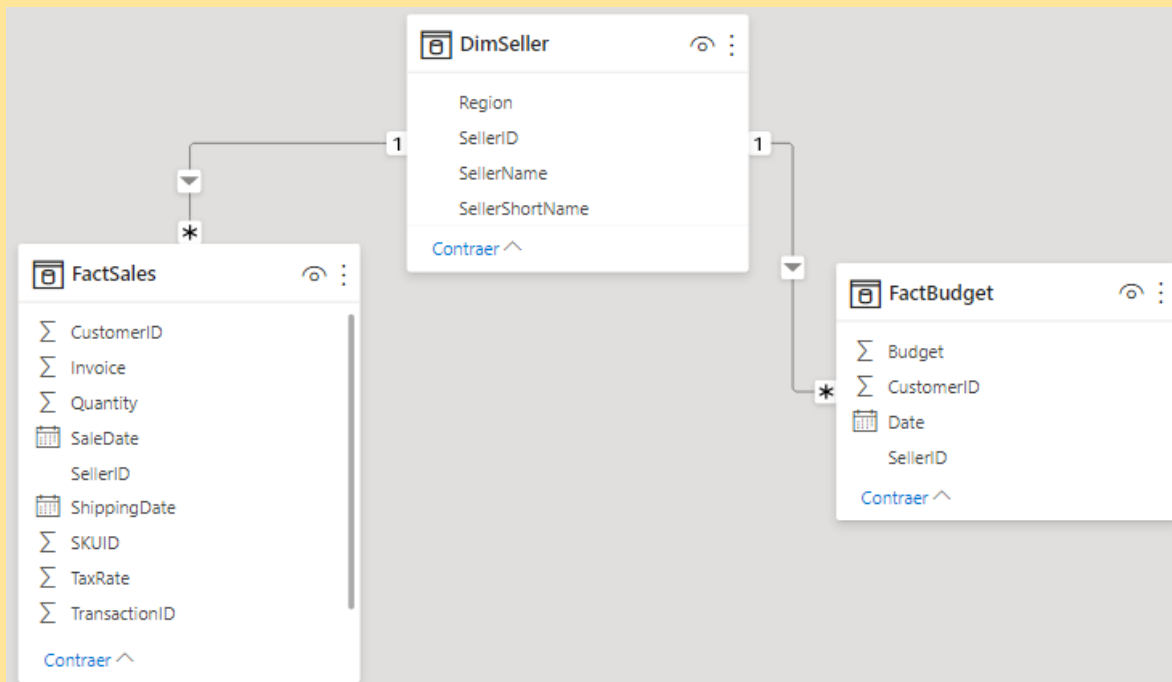 DimSeller
Region
SellerID
SellerName
SellerShortName
Contraer
1
1
*
*
FactSales
CustomerID
Invoice
Quantity
SaleDate
SellerID
ShippingDate
SKUID
TaxRate
TransactionID
Contraer
FactBudget
Budget
CustomerID
Date
SellerID
Contraer